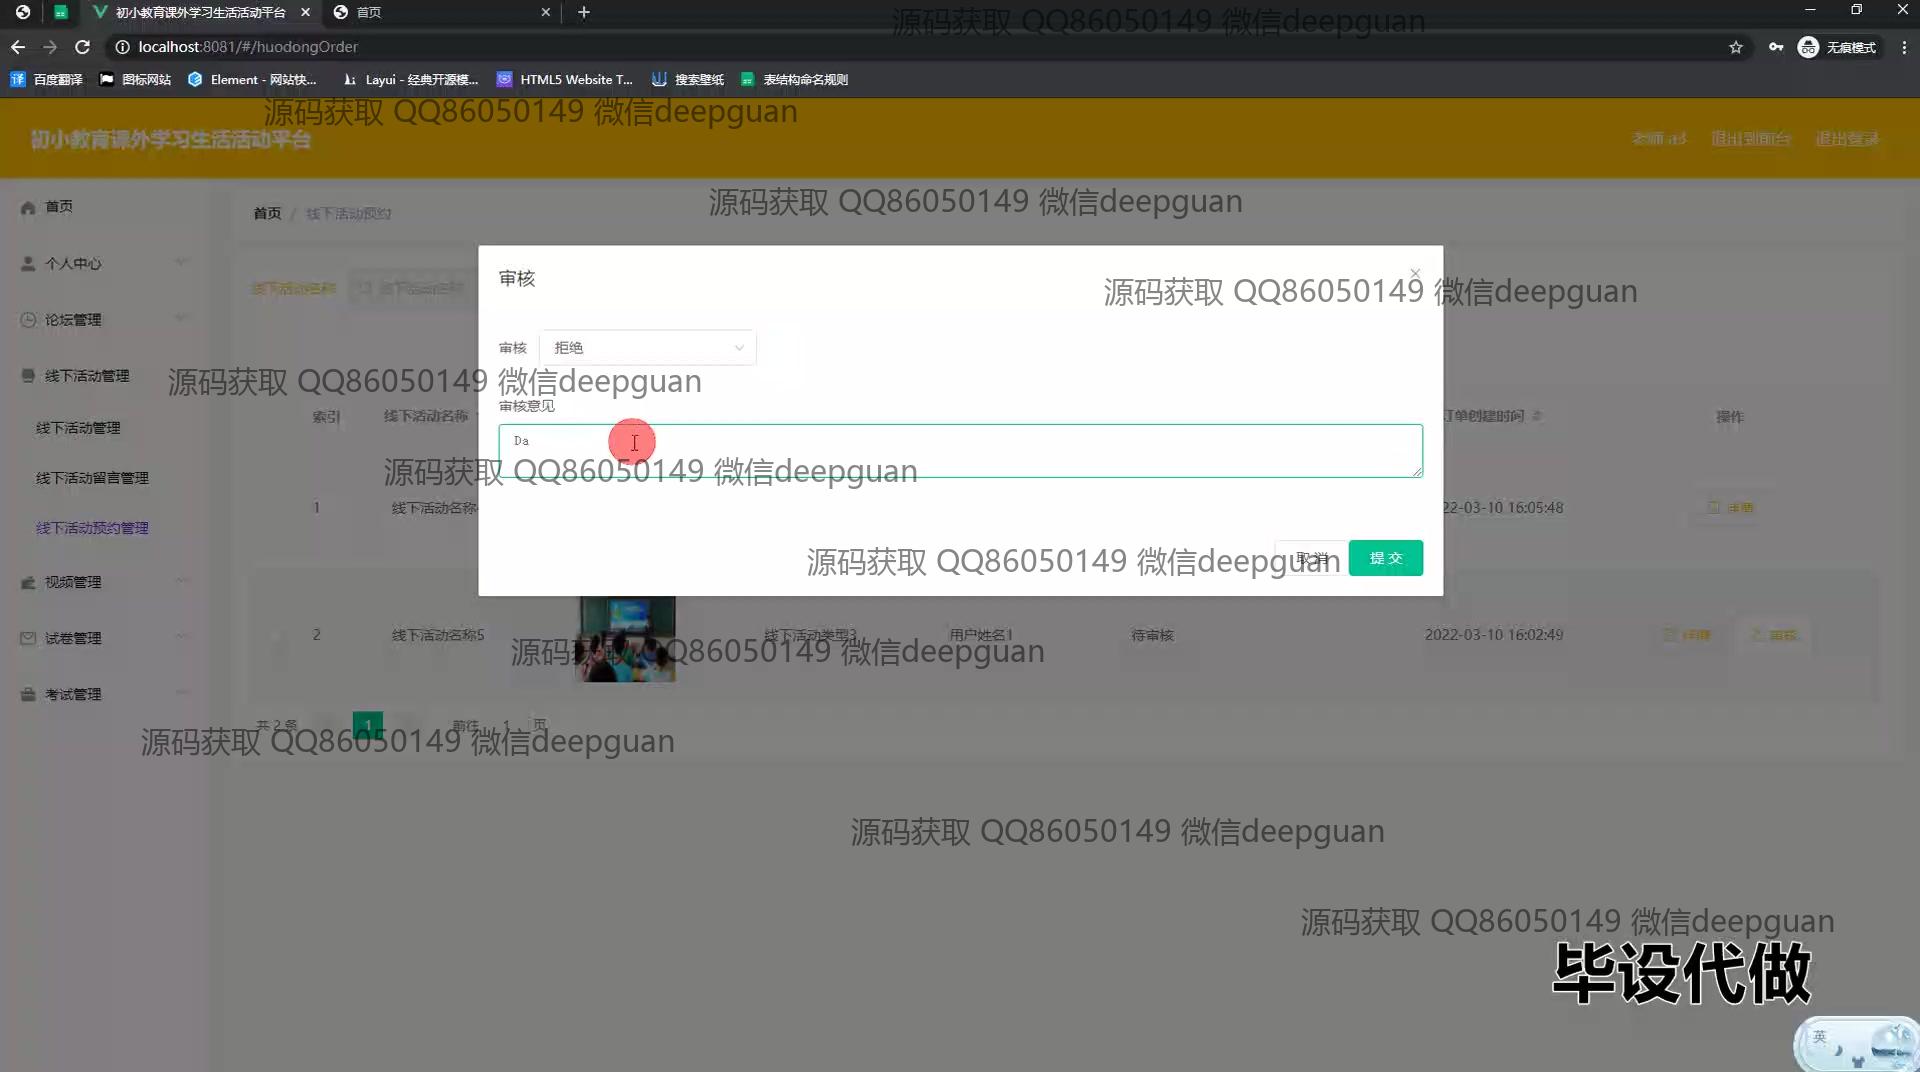 初小教育课外学习生活活动平台
首页
源码获取 QQ86050149 微信deepguan
localhost:8081/#/huodongOrder
无痕模式
百度翻译
图标网站
Element - 网站快...
Layui - 经典开源模...
HTML5 Website T...
搜索壁纸
表结构命名规则
源码获取 QQ86050149 微信deepguan
初小教育课外学习生活活动平台
退出到前台
退出登录
首页
首页 / 线下活动预约
源码获取 QQ86050149 微信deepguan
个人中心
审核
源码获取 QQ86050149 微信deepguan
线下活动名称
线下活动名称
论坛管理
审核 拒绝
线下活动管理
源码获取 QQ86050149 微信deepguan
审核意见
索引
线下活动名称
订单创建时间
操作
线下活动管理
Da
源码获取 QQ86050149 微信deepguan
线下活动留言管理
1
线下活动名称
22-03-10 16:05:48
详情
线下活动预约管理
源码获取 QQ86050149 微信deepguan
取消
提交
视频管理
试卷管理
2
线下活动名称5
线下活动类型3
用户姓名1
待审核
2022-03-10 16:02:49
详情
审核
源码获取 QQ86050149 微信deepguan
考试管理
共 2 条
1
前往 1 页
源码获取 QQ86050149 微信deepguan
源码获取 QQ86050149 微信deepguan
源码获取 QQ86050149 微信deepguan
毕设代做
英